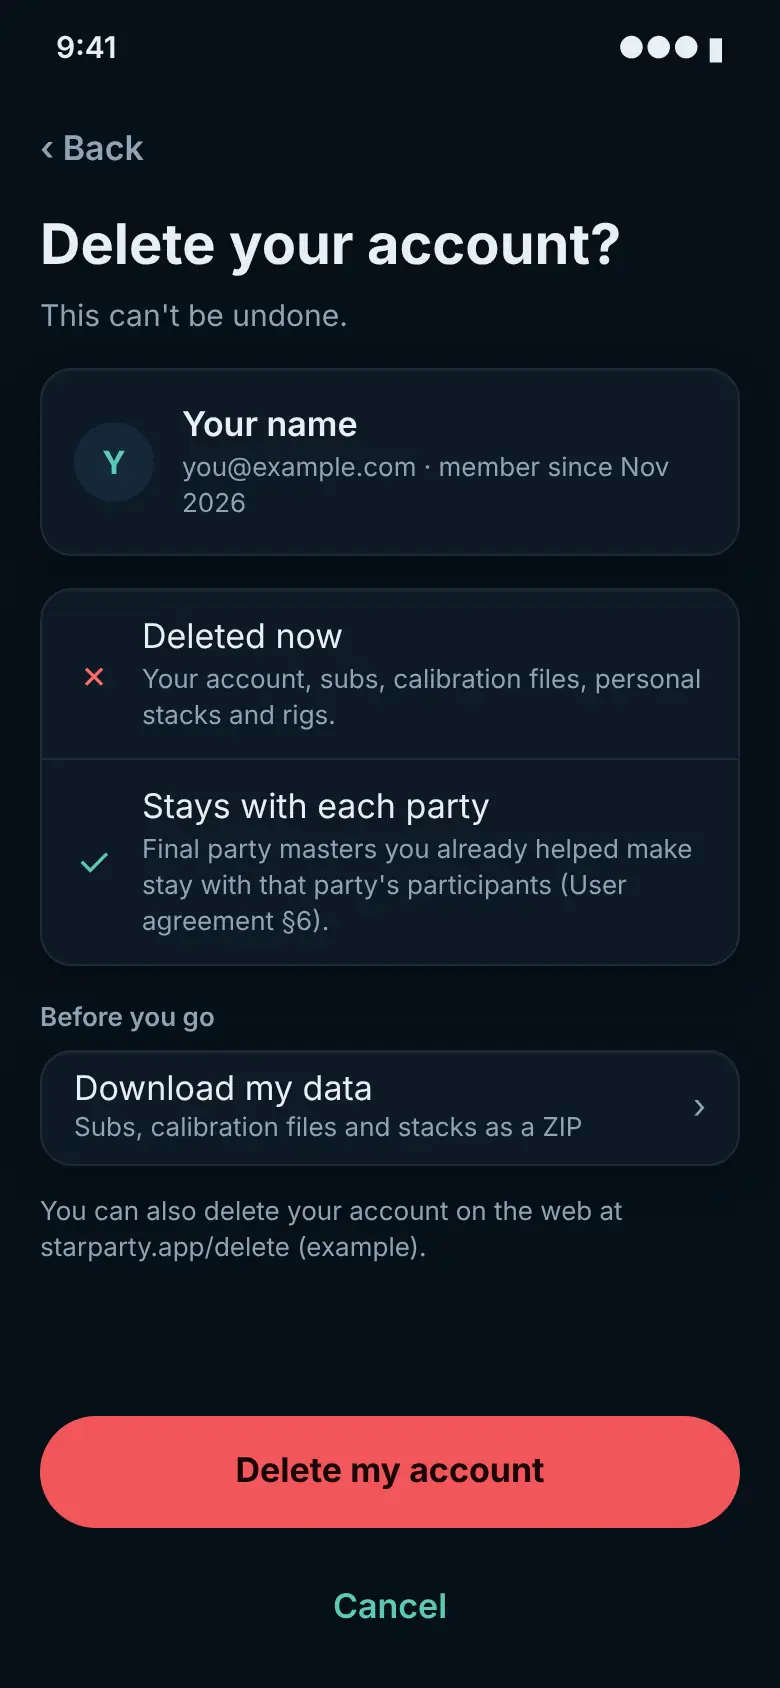 9:41
‹ Back
Delete your account?
This can't be undone.
Y
Your name
you@example.com · member since Nov
2026
Deleted now
Your account, subs, calibration files, personal
stacks and rigs.
Stays with each party
Final party masters you already helped make
stay with that party's participants (User
agreement §6).
Before you go
Download my data
Subs, calibration files and stacks as a ZIP
You can also delete your account on the web at
starparty.app/delete (example).
Delete my account
Cancel